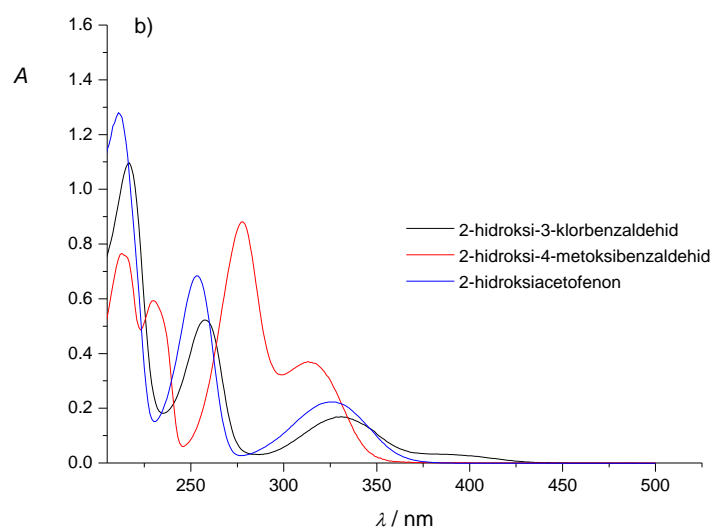 b)
A
1.6
1.4
1.2
1.0
0.8
0.6
0.4
0.2
0.0
2-hidroksi-3-klorbenzaldehid
2-hidroksi-4-metoksibenzaldehid
2-hidroksiacetofenon
250 300 350 400 450 500
λ / nm